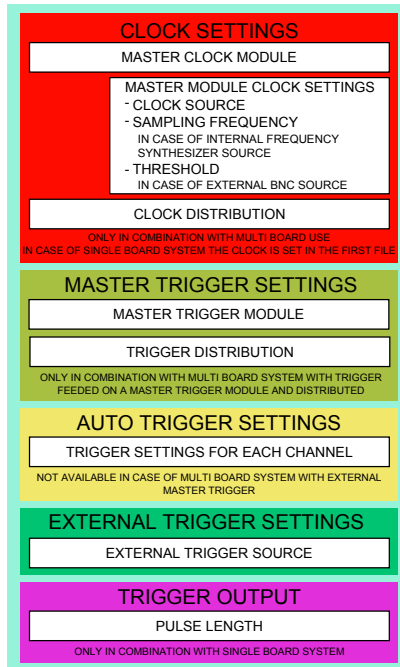 CLOCK SETTINGS
MASTER CLOCK MODULE
MASTER MODULE CLOCK SETTINGS
- CLOCK SOURCE
- SAMPLING FREQUENCY
IN CASE OF INTERNAL FREQUENCY
SYNTHESIZER SOURCE
- THRESHOLD
IN CASE OF EXTERNAL BNC SOURCE
CLOCK DISTRIBUTION
ONLY IN COMBINATION WITH MULTI BOARD USE
IN CASE OF SINGLE BOARD SYSTEM THE CLOCK IS SET IN THE FIRST FILE
MASTER TRIGGER SETTINGS
MASTER TRIGGER MODULE
TRIGGER DISTRIBUTION
ONLY IN COMBINATION WITH MULTI BOARD SYSTEM WITH TRIGGER
FEEDED ON A MASTER TRIGGER MODULE AND DISTRIBUTED
AUTO TRIGGER SETTINGS
TRIGGER SETTINGS FOR EACH CHANNEL
NOT AVAILABLE IN CASE OF MULTI BOARD SYSTEM WITH EXTERNAL
MASTER TRIGGER
EXTERNAL TRIGGER SETTINGS
EXTERNAL TRIGGER SOURCE
TRIGGER OUTPUT
PULSE LENGTH
ONLY IN COMBINATION WITH SINGLE BOARD SYSTEM